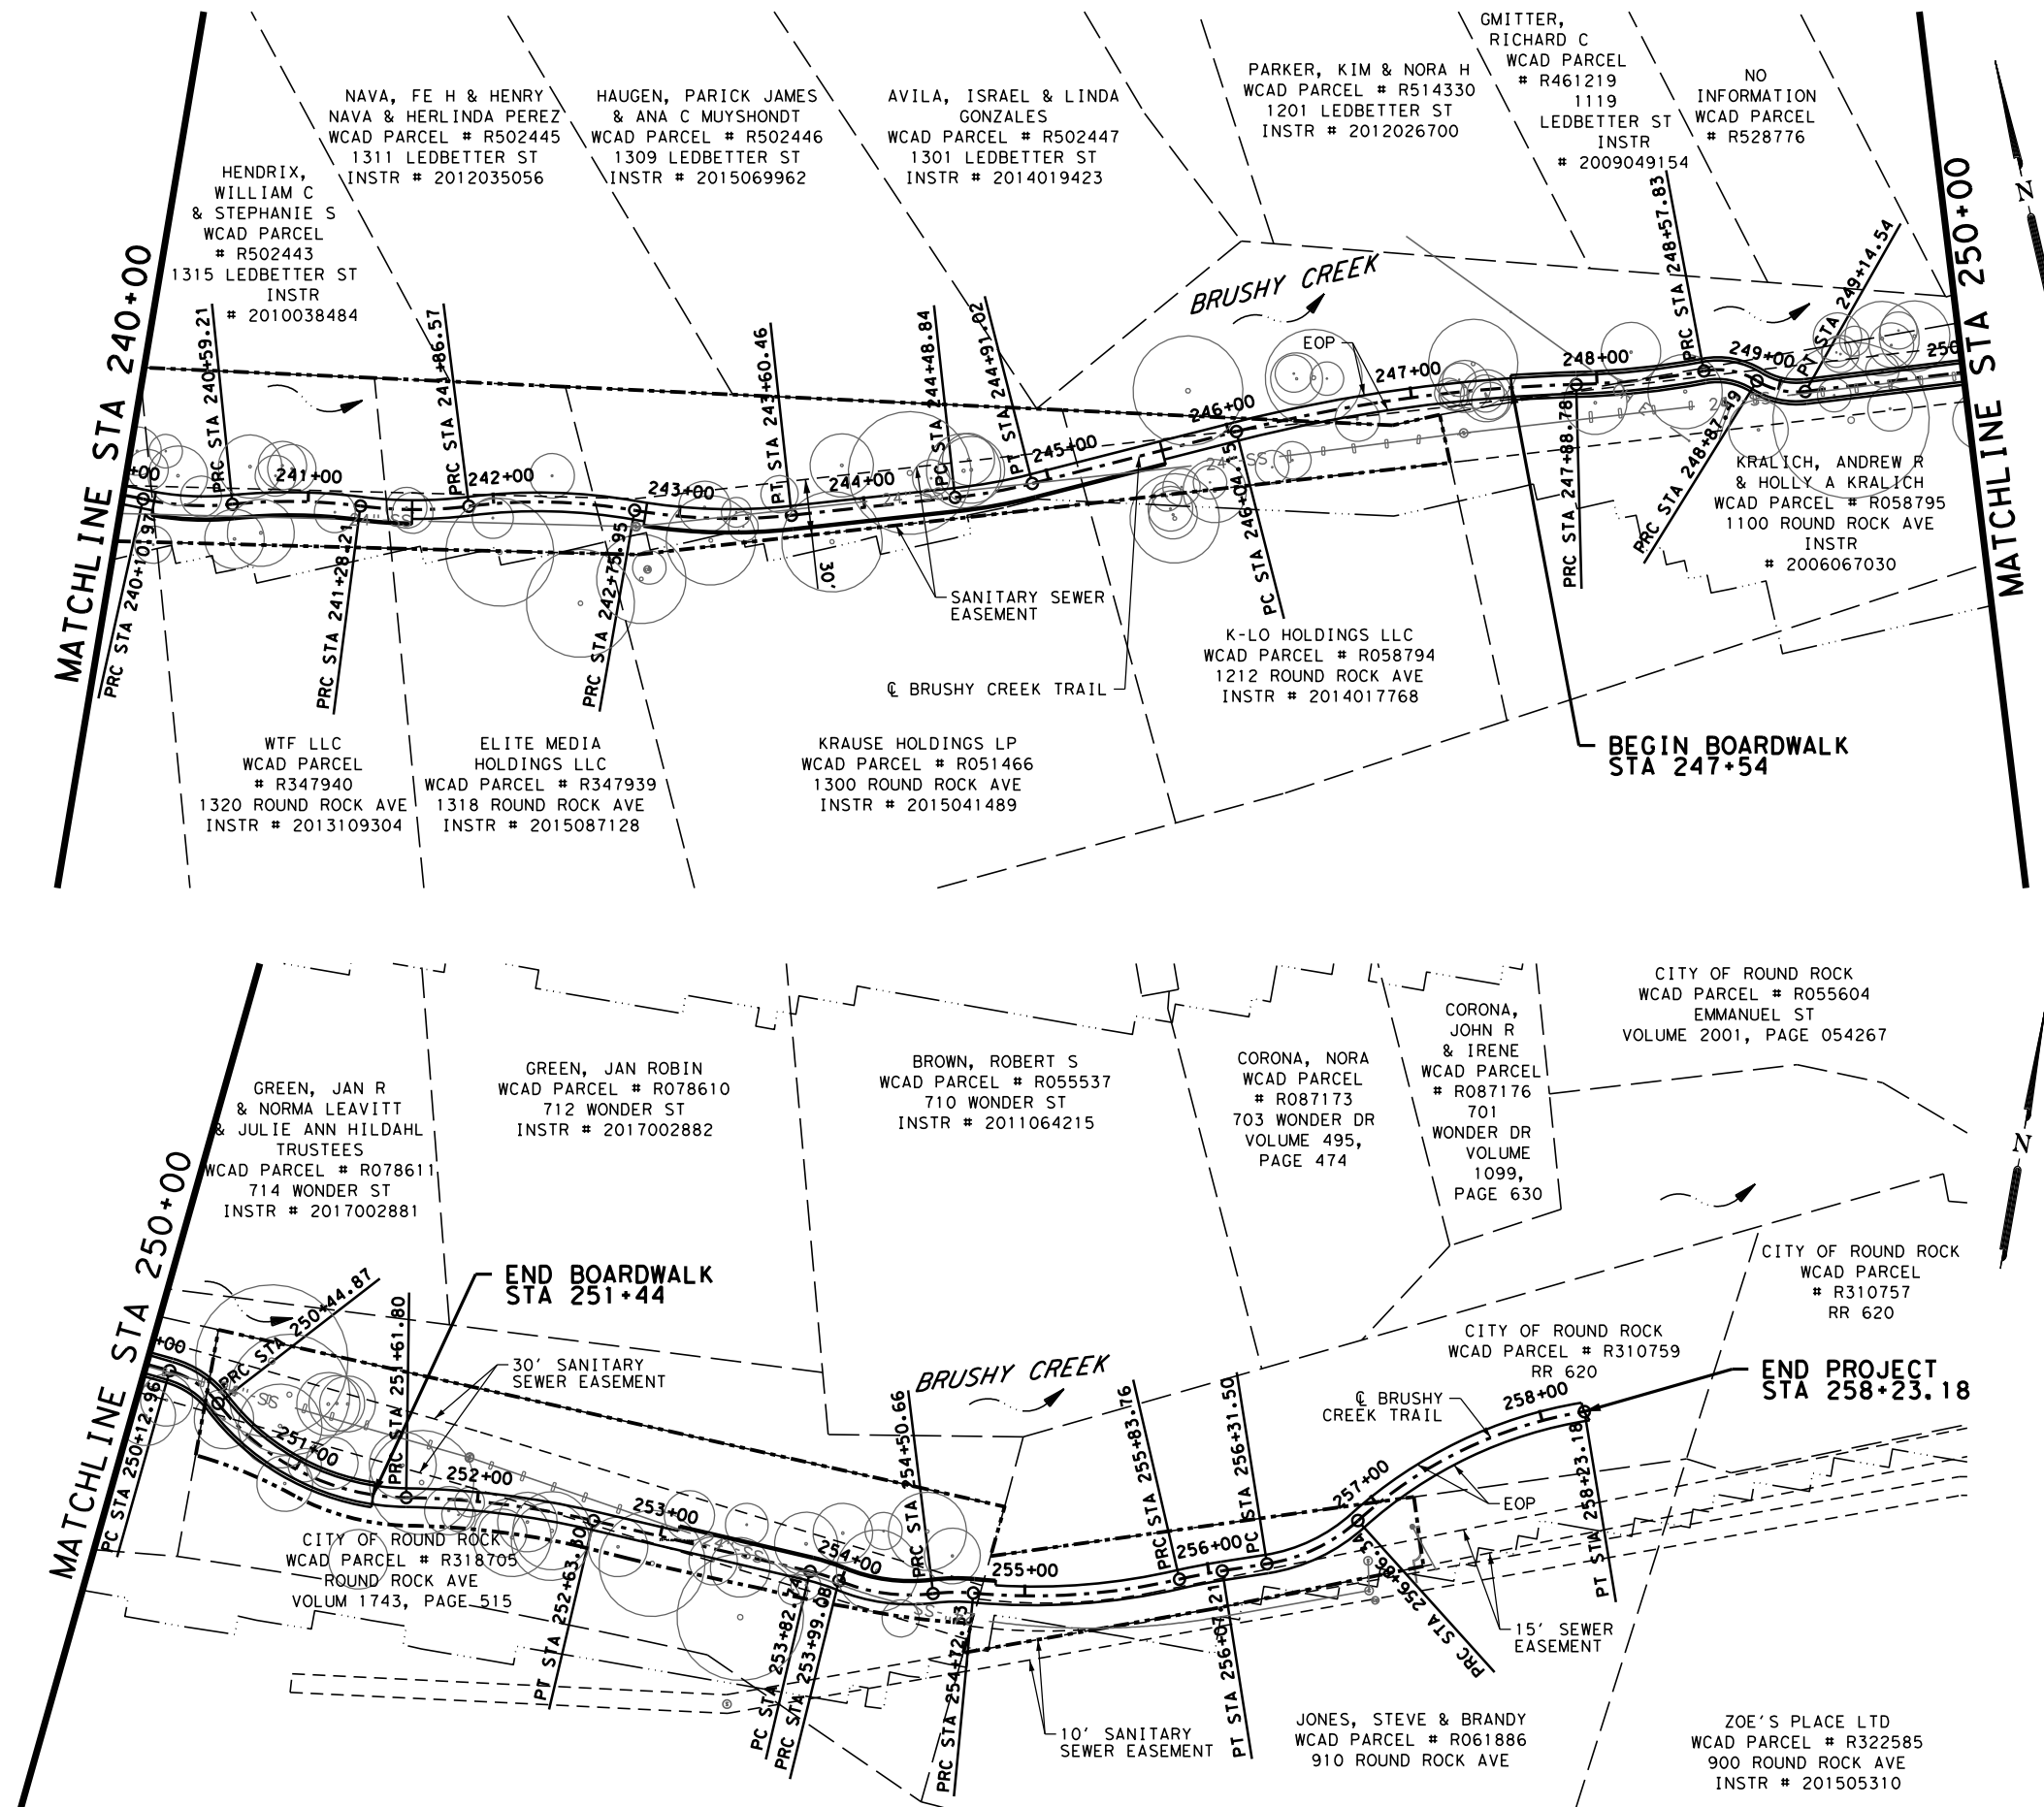 MATCHLINE STA 240+00
HENDRIX,
WILLIAM C
& STEPHANIE S
WCAD PARCEL
# R502443
1315 LEDBETTER ST
INSTR
# 2010038484
NAVA, FE H & HENRY
NAVA & HERLINDA PEREZ
WCAD PARCEL # R502445
1311 LEDBETTER ST
INSTR # 2012035056
HAUGEN, PARICK JAMES
& ANA C MUYSHONDT
WCAD PARCEL # R502446
1309 LEDBETTER ST
INSTR # 2015069962
AVILA, ISRAEL & LINDA
GONZALES
WCAD PARCEL # R502447
1301 LEDBETTER ST
INSTR # 2014019423
PARKER, KIM & NORA H
WCAD PARCEL # R514330
1201 LEDBETTER ST
INSTR # 2012026700
GMITTER,
RICHARD C
WCAD PARCEL
# R461219
1119
LEDBETTER ST
INSTR
# 2009049154
NO
INFORMATION
WCAD PARCEL
# R528776
N
MATCHLINE STA 250+00
BRUSHY CREEK
EOP
+00
241+00
242+00
243+00
244+00
245+00
246+00
247+00
248+00
249+00
250
PRC STA 240+10.97
PRC STA 240+59.21
PRC STA 241+28.21
PRC STA 241+86.57
PRC STA 242+75.95
PT STA 243+60.46
PC STA 244+48.84
PT STA 244+91.02
PC STA 246+04.15
PRC STA 247+88.78
PRC STA 248+57.83
PRC STA 248+87.49
PT STA 249+14.54
30'
24" SS
SANITARY SEWER
EASEMENT
℄ BRUSHY CREEK TRAIL
K-LO HOLDINGS LLC
WCAD PARCEL # R058794
1212 ROUND ROCK AVE
INSTR # 2014017768
KRALICH, ANDREW R
& HOLLY A KRALICH
WCAD PARCEL # R058795
1100 ROUND ROCK AVE
INSTR
# 2006067030
WTF LLC
WCAD PARCEL
# R347940
1320 ROUND ROCK AVE
INSTR # 2013109304
ELITE MEDIA
HOLDINGS LLC
WCAD PARCEL # R347939
1318 ROUND ROCK AVE
INSTR # 2015087128
KRAUSE HOLDINGS LP
WCAD PARCEL # R051466
1300 ROUND ROCK AVE
INSTR # 2015041489
BEGIN BOARDWALK
STA 247+54
MATCHLINE STA 250+00
GREEN, JAN R
& NORMA LEAVITT
& JULIE ANN HILDAHL
TRUSTEES
WCAD PARCEL # R078611
714 WONDER ST
INSTR # 2017002881
GREEN, JAN ROBIN
WCAD PARCEL # R078610
712 WONDER ST
INSTR # 2017002882
BROWN, ROBERT S
WCAD PARCEL # R055537
710 WONDER ST
INSTR # 2011064215
CORONA, NORA
WCAD PARCEL
# R087173
703 WONDER DR
VOLUME 495,
PAGE 474
CORONA,
JOHN R
& IRENE
WCAD PARCEL
# R087176
701
WONDER DR
VOLUME
1099,
PAGE 630
CITY OF ROUND ROCK
WCAD PARCEL # R055604
EMMANUEL ST
VOLUME 2001, PAGE 054267
N
CITY OF ROUND ROCK
WCAD PARCEL
# R310757
RR 620
END BOARDWALK
STA 251+44
30' SANITARY
SEWER EASEMENT
BRUSHY CREEK
CITY OF ROUND ROCK
WCAD PARCEL # R310759
RR 620
END PROJECT
STA 258+23.18
℄ BRUSHY
CREEK TRAIL
EOP
+00
251+00
252+00
253+00
254+00
255+00
256+00
257+00
258+00
PC STA 250+12.96
PRC STA 250+44.87
PRC STA 251+61.80
PT STA 252+63.30
PC STA 253+82.74
PRC STA 253+99.08
PRC STA 254+50.66
PRC STA
PRC STA 255+83.76
PT STA 256+07.21
PC STA 256+31.50
PRC STA
PT STA 258+23.18
CITY OF ROUND ROCK
WCAD PARCEL # R318705
ROUND ROCK AVE
VOLUM 1743, PAGE 515
10' SANITARY
SEWER EASEMENT
15' SEWER
EASEMENT
JONES, STEVE & BRANDY
WCAD PARCEL # R061886
910 ROUND ROCK AVE
ZOE'S PLACE LTD
WCAD PARCEL # R322585
900 ROUND ROCK AVE
INSTR # 201505310